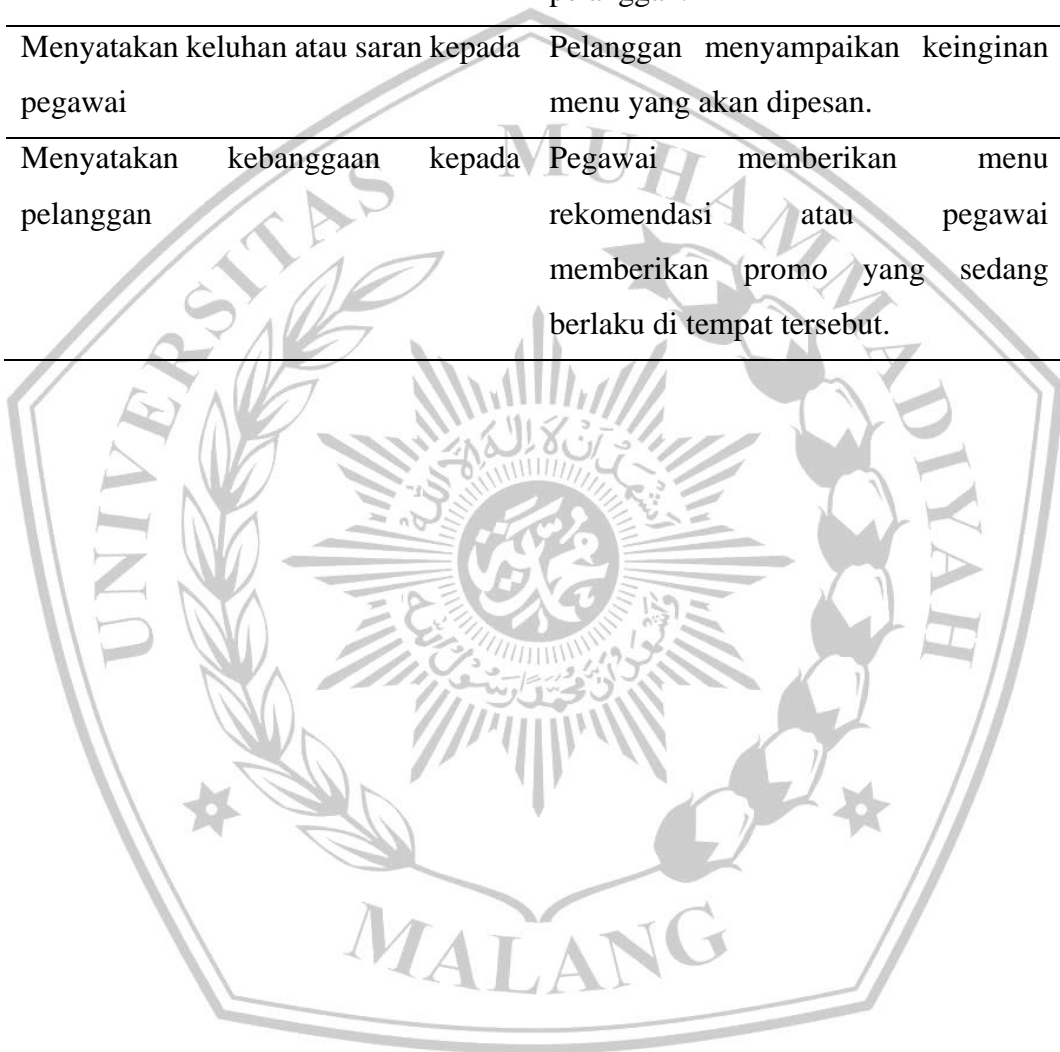 pelanggan.
Menyatakan keluhan atau saran kepada
pegawai
Pelanggan menyampaikan keinginan
menu yang akan dipesan.
Menyatakan kebanggaan kepada
pelanggan
Pegawai memberikan menu
rekomendasi atau pegawai
memberikan promo yang sedang
berlaku di tempat tersebut.
UNIVERSITAS MUHAMMADIYAH
MALANG